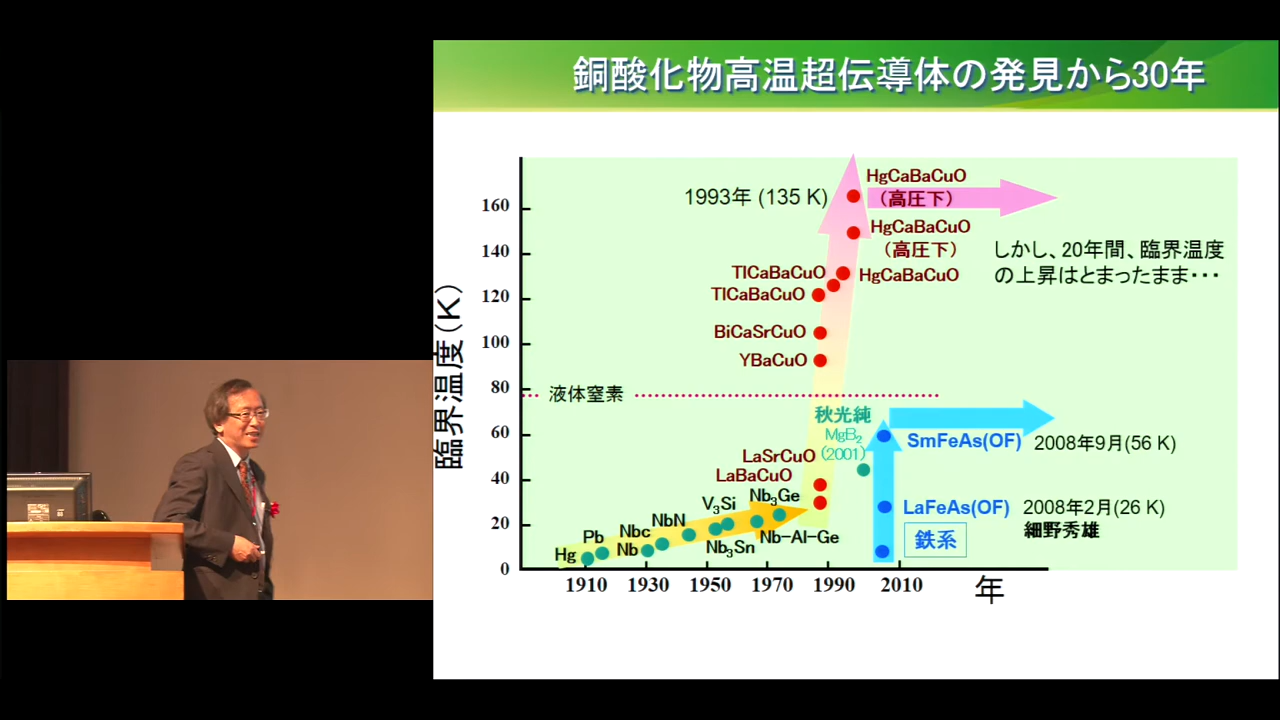 銅酸化物高温超伝導体の発見から30年
臨界温度(K)
160
140
120
100
80
60
40
20
0
1910
1930
1950
1970
1990
2010
年
1993年 (135 K)
HgCaBaCuO
(高圧下)
HgCaBaCuO
(高圧下)
しかし、20年間、臨界温度
の上昇はとまったまま・・・
TlCaBaCuO
HgCaBaCuO
TlCaBaCuO
BiCaSrCuO
YBaCuO
液体窒素
秋光純
MgB₂
(2001)
LaSrCuO
LaBaCuO
SmFeAs(OF)
2008年9月(56 K)
LaFeAs(OF)
2008年2月(26 K)
細野秀雄
鉄系
Nb₃Ge
V₃Si
NbN
Nbc
Pb
Hg
Nb
Nb₃Sn
Nb-Al-Ge